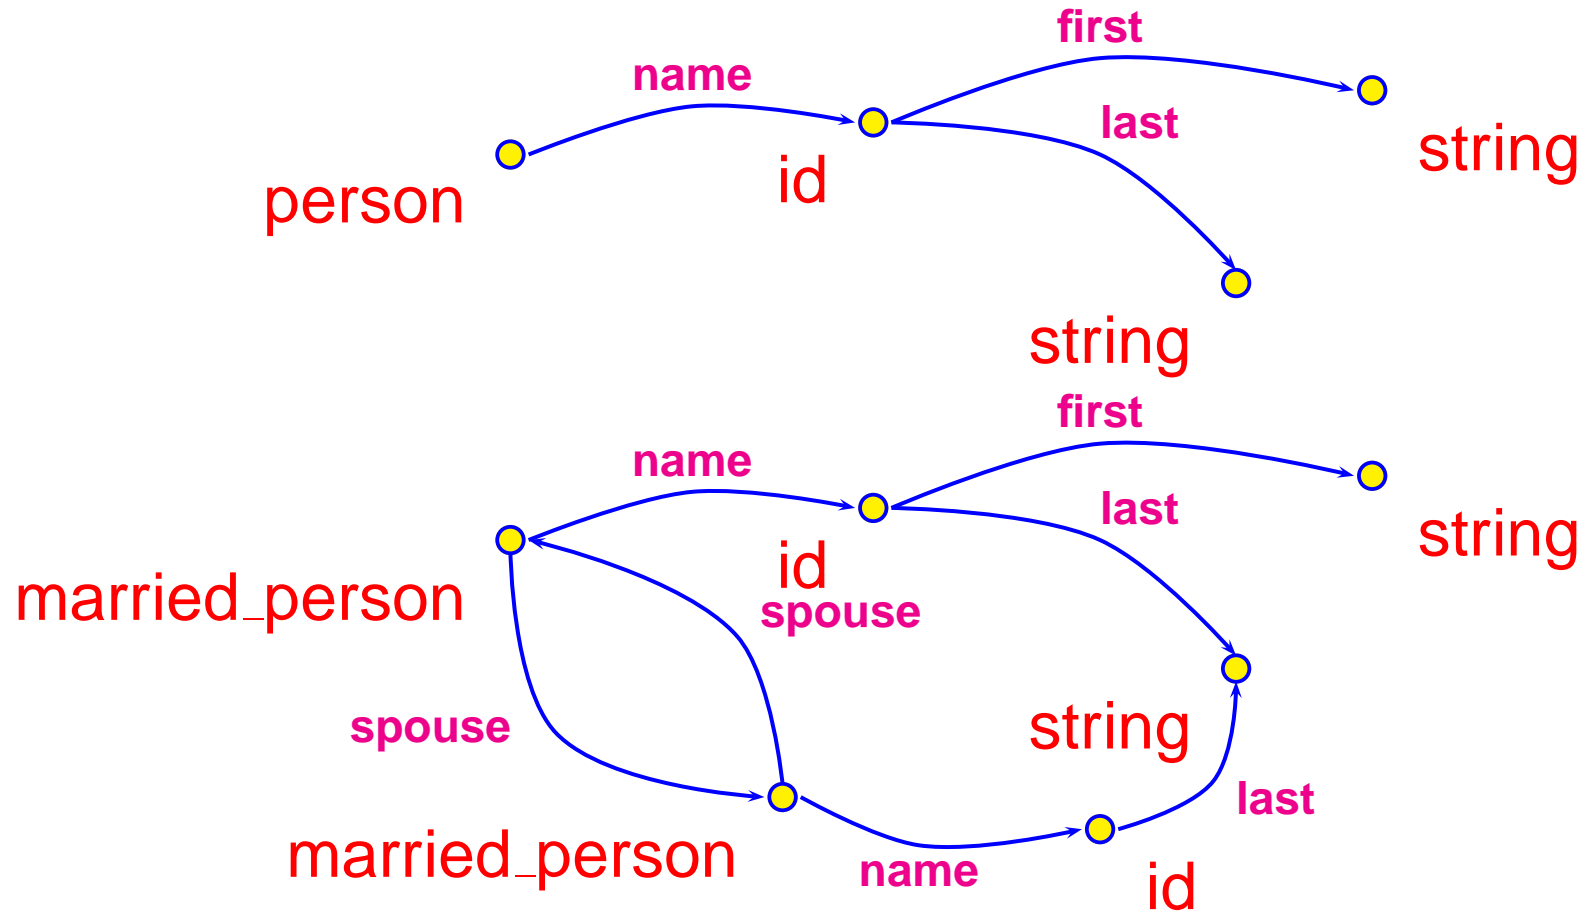 first
name
last
string
id
person
string
first
name
last
string
id
married_person
spouse
string
spouse
last
married_person
name
id